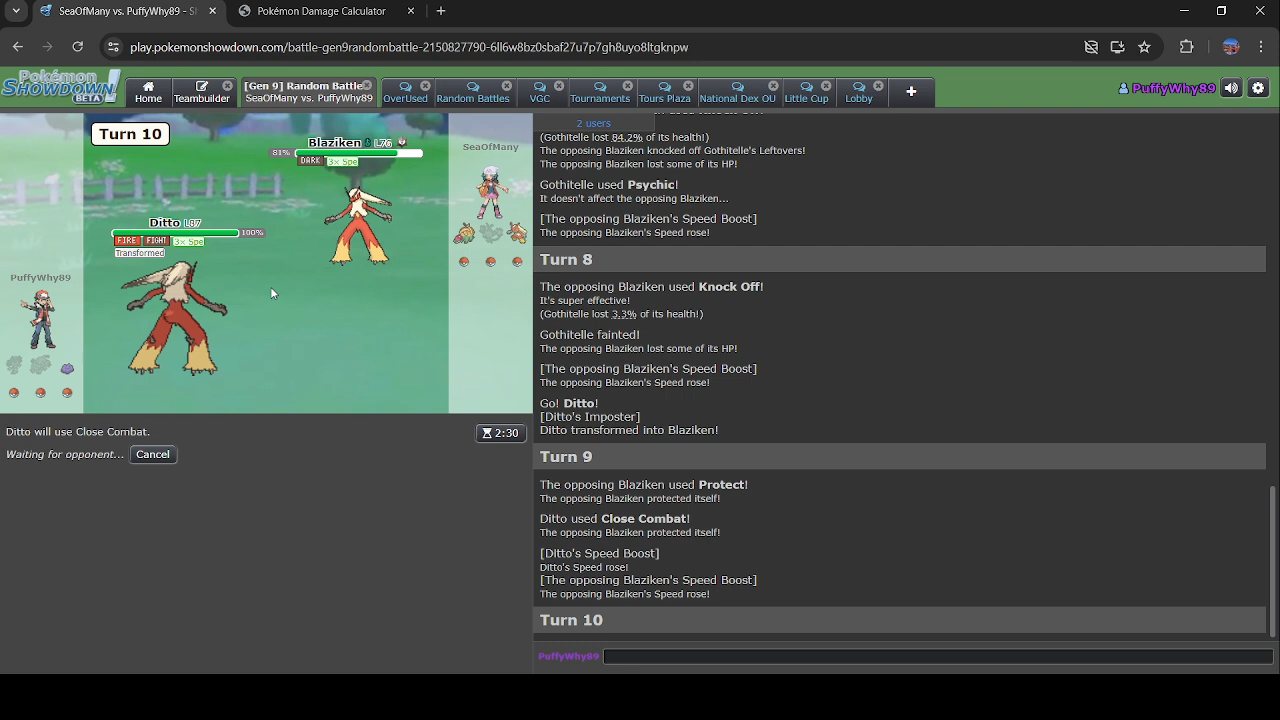 SeaOfMany vs. PuffyWhy89 - Sh
Pokémon Damage Calculator
play.pokemonshowdown.com/battle-gen9randombattle-2150827790-6ll6w8bz0sbaf27u7p7gh8uyo8ltgknpw
Pokémon
Showdown!
BETA
Home
Teambuilder
[Gen 9] Random Battle
SeaOfMany vs. PuffyWhy89
OverUsed
Random Battles
VGC
Tournaments
Tours Plaza
National Dex OU
Little Cup
Lobby
PuffyWhy89
Turn 10
Blaziken L76
81%
DARK 3× Spe
SeaOfMany
Ditto L87
100%
FIRE FIGHT 3× Spe
Transformed
PuffyWhy89
Ditto will use Close Combat.
2:30
Waiting for opponent... Cancel
2 users
(Gothitelle lost 84.2% of its health!)
The opposing Blaziken knocked off Gothitelle's Leftovers!
The opposing Blaziken lost some of its HP!
Gothitelle used Psychic!
It doesn't affect the opposing Blaziken...
[The opposing Blaziken's Speed Boost]
The opposing Blaziken's Speed rose!
Turn 8
The opposing Blaziken used Knock Off!
It's super effective!
(Gothitelle lost 3.3% of its health!)
Gothitelle fainted!
The opposing Blaziken lost some of its HP!
[The opposing Blaziken's Speed Boost]
The opposing Blaziken's Speed rose!
Go! Ditto!
[Ditto's Imposter]
Ditto transformed into Blaziken!
Turn 9
The opposing Blaziken used Protect!
The opposing Blaziken protected itself!
Ditto used Close Combat!
The opposing Blaziken protected itself!
[Ditto's Speed Boost]
Ditto's Speed rose!
[The opposing Blaziken's Speed Boost]
The opposing Blaziken's Speed rose!
Turn 10
PuffyWhy89